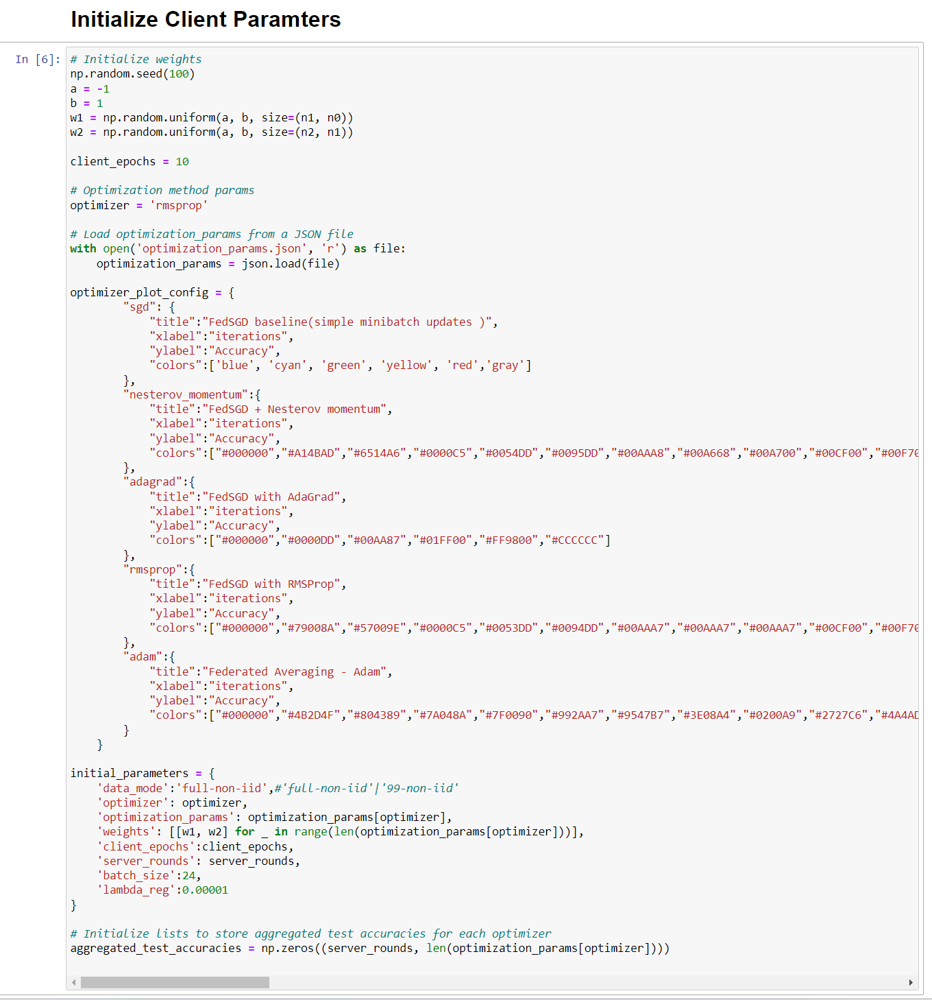 Initialize Client Paramters
In [6]:
# Initialize weights
np.random.seed(100)
a = -1
b = 1
w1 = np.random.uniform(a, b, size=(n1, n0))
w2 = np.random.uniform(a, b, size=(n2, n1))
client_epochs = 10
# Optimization method params
optimizer = 'rmsprop'
# Load optimization_params from a JSON file
with open('optimization_params.json', 'r') as file:
    optimization_params = json.load(file)
optimizer_plot_config = {
        "sgd": {
            "title":"FedSGD baseline(simple minibatch updates )",
            "xlabel":"iterations",
            "ylabel":"Accuracy",
            "colors":['blue', 'cyan', 'green', 'yellow', 'red','gray']
        },
        "nesterov_momentum":{
            "title":"FedSGD + Nesterov momentum",
            "xlabel":"iterations",
            "ylabel":"Accuracy",
            "colors":["#000000","#A14BAD","#6514A6","#0000C5","#0054DD","#0095DD","#00AAA8","#00A668","#00A700","#00CF00","#00F70
        },
        "adagrad":{
            "title":"FedSGD with AdaGrad",
            "xlabel":"iterations",
            "ylabel":"Accuracy",
            "colors":["#000000","#0000DD","#00AA87","#01FF00","#FF9800","#CCCCCC"]
        },
        "rmsprop":{
            "title":"FedSGD with RMSProp",
            "xlabel":"iterations",
            "ylabel":"Accuracy",
            "colors":["#000000","#79008A","#57009E","#0000C5","#0053DD","#0094DD","#00AAA7","#00AAA7","#00AAA7","#00CF00","#00F70
        },
        "adam":{
            "title":"Federated Averaging - Adam",
            "xlabel":"iterations",
            "ylabel":"Accuracy",
            "colors":["#000000","#4B2D4F","#804389","#7A048A","#7F0090","#992AA7","#9547B7","#3E08A4","#0200A9","#2727C6","#4A4AD
        }
    }
initial_parameters = {
    'data_mode':'full-non-iid',#'full-non-iid'|'99-non-iid'
    'optimizer': optimizer,
    'optimization_params': optimization_params[optimizer],
    'weights': [[w1, w2] for _ in range(len(optimization_params[optimizer]))],
    'client_epochs':client_epochs,
    'server_rounds': server_rounds,
    'batch_size':24,
    'lambda_reg':0.00001
}
# Initialize lists to store aggregated test accuracies for each optimizer
aggregated_test_accuracies = np.zeros((server_rounds, len(optimization_params[optimizer])))